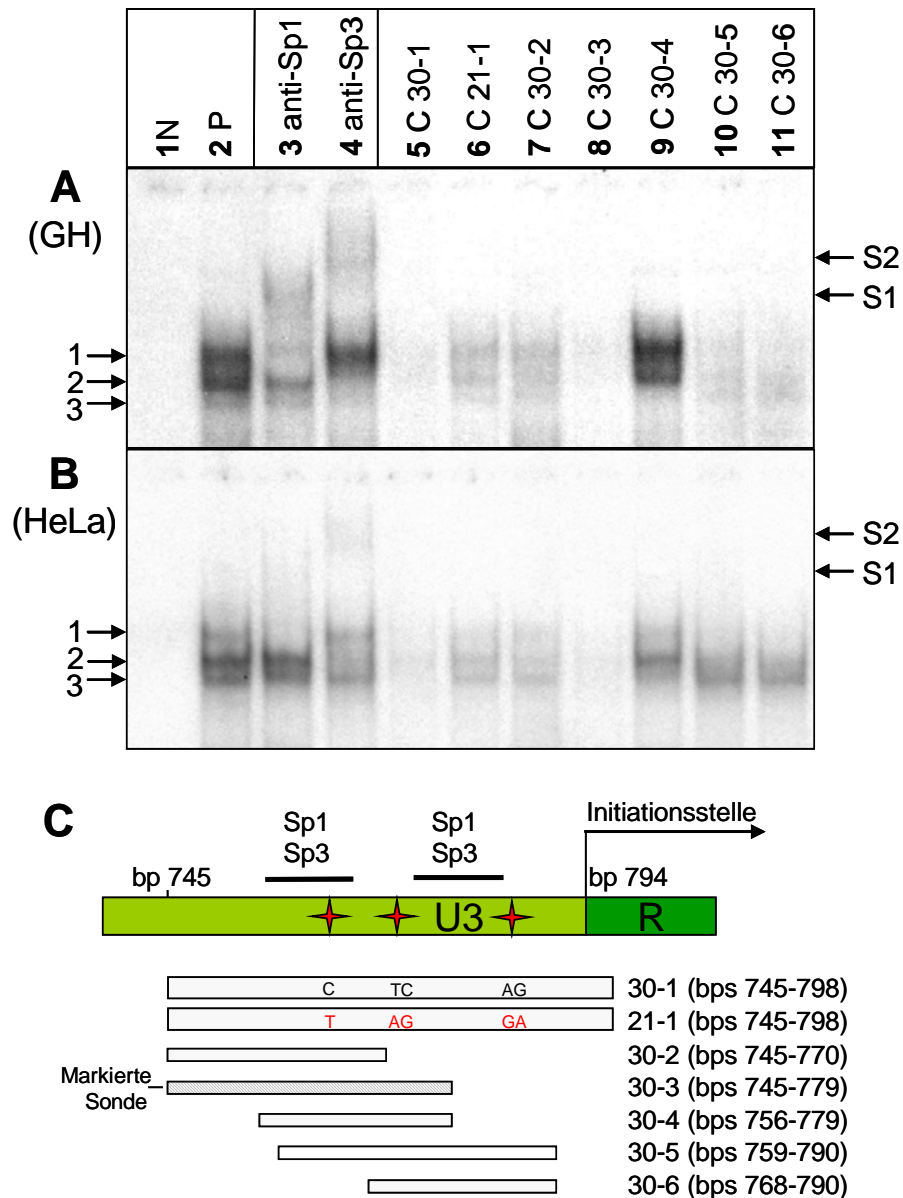 1N
2 P
3 anti-Sp1
4 anti-Sp3
5 C 30-1
6 C 21-1
7 C 30-2
8 C 30-3
9 C 30-4
10 C 30-5
11 C 30-6
A
(GH)
S2
S1
1
2
3
B
(HeLa)
S2
S1
1
2
3
C
Sp1
Sp3
Sp1
Sp3
Initiationsstelle
bp 745
bp 794
U3
R
C TC AG 30-1 (bps 745-798)
T AG GA 21-1 (bps 745-798)
30-2 (bps 745-770)
Markierte
Sonde
30-3 (bps 745-779)
30-4 (bps 756-779)
30-5 (bps 759-790)
30-6 (bps 768-790)